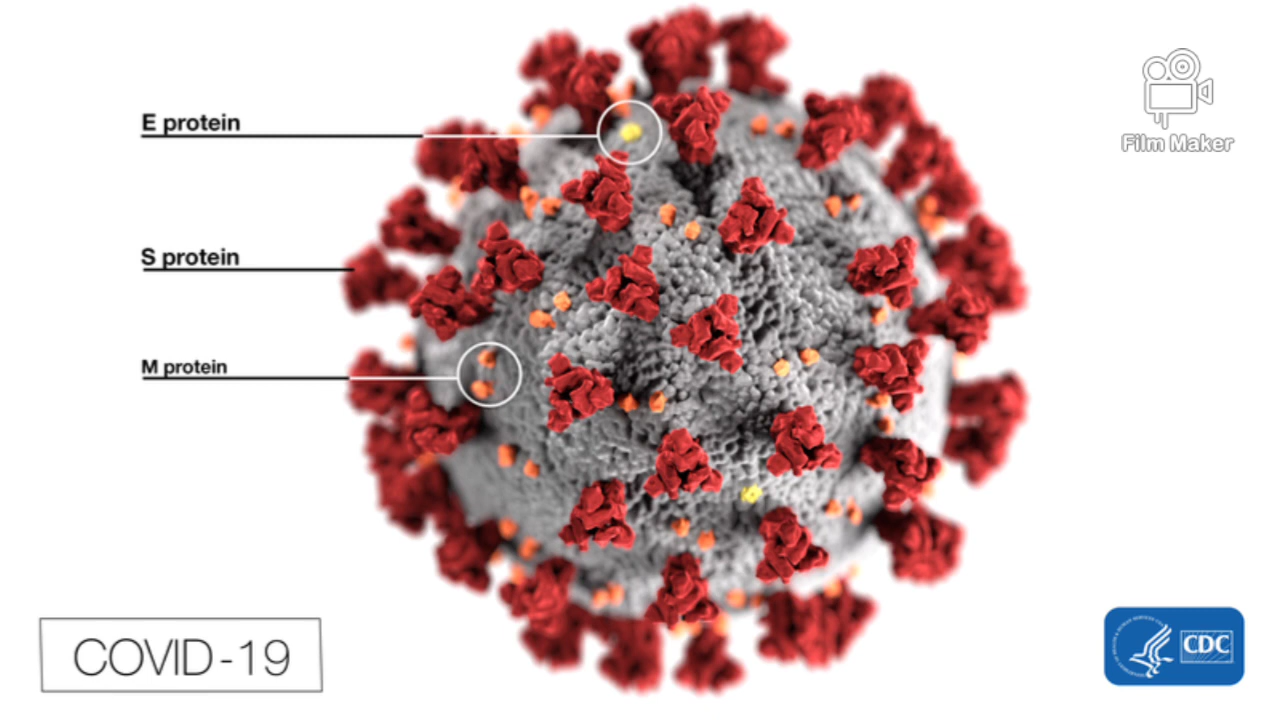 E protein
S protein
M protein
COVID-19
Film Maker
CDC